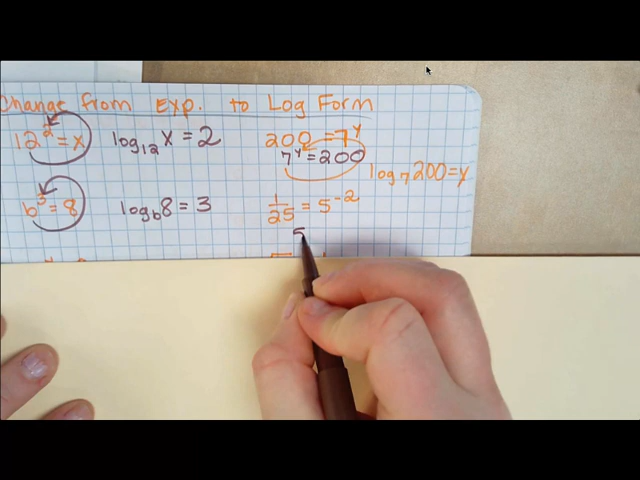 Change from Exp. to Log Form
12² = x
log₁₂ x = 2
200 = 7ʸ
7ʸ = 200
log₇ 200 = y
b³ = 8
log_b 8 = 3
1/25 = 5⁻²
5